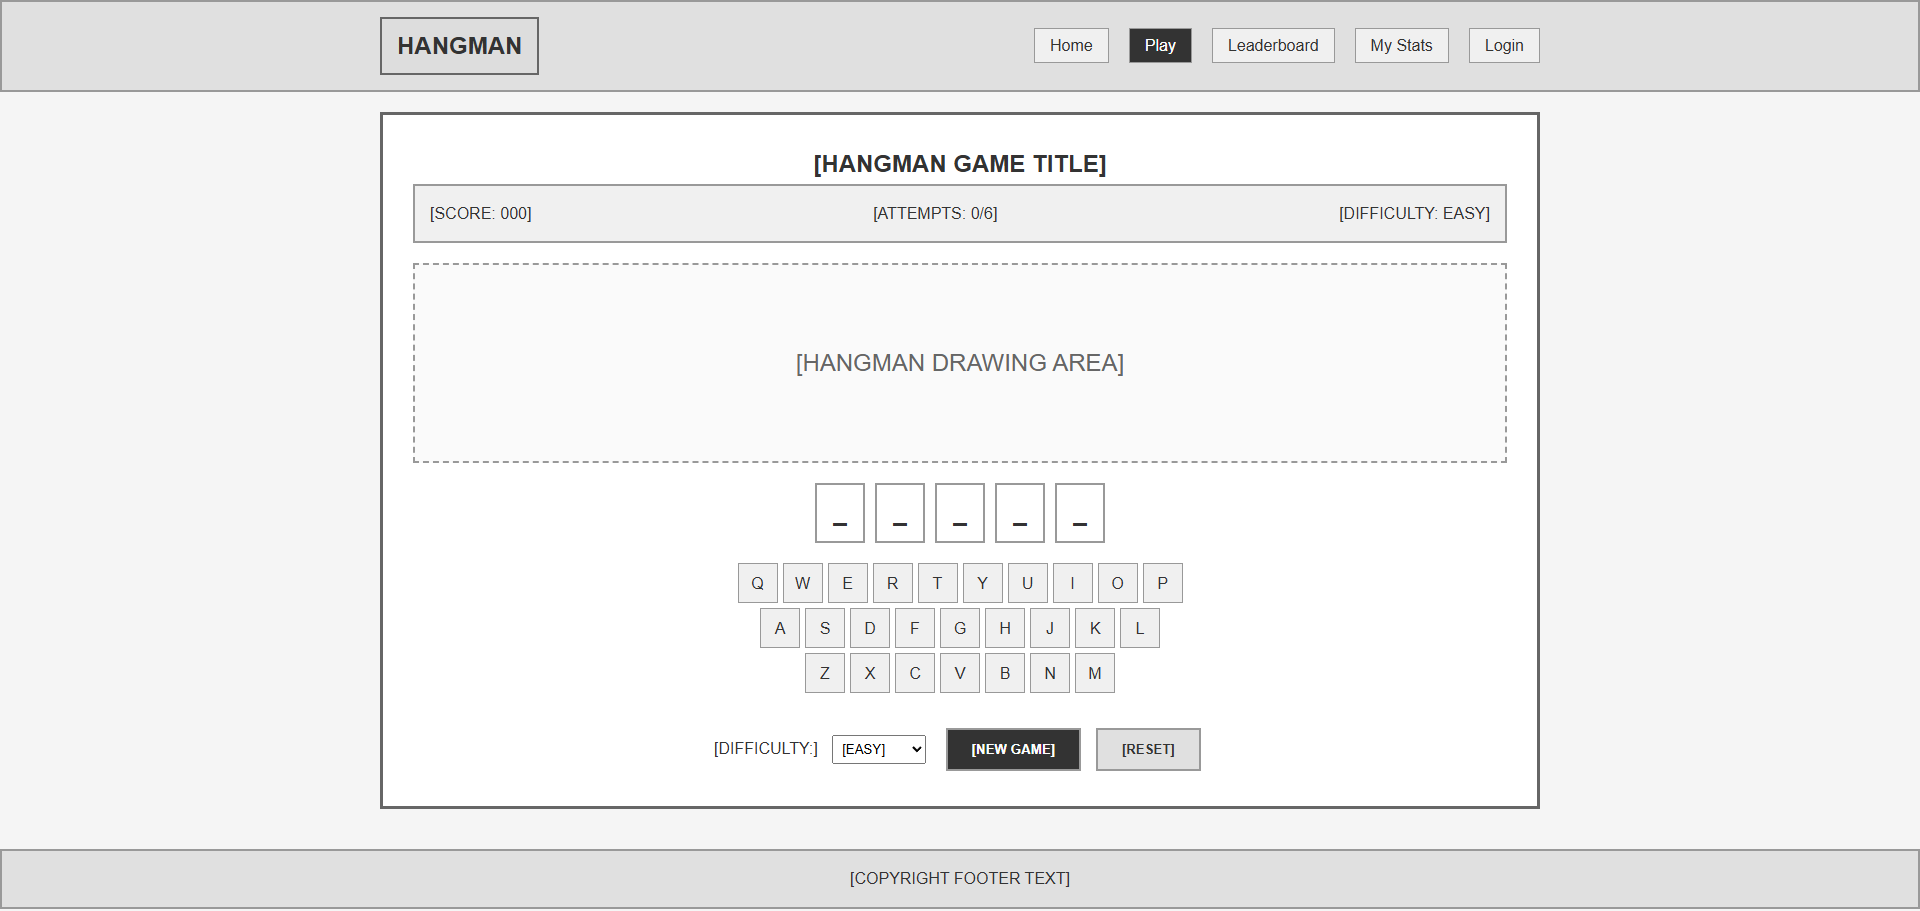 HANGMAN
Home Play Leaderboard My Stats Login
[HANGMAN GAME TITLE]
[SCORE: 000] [ATTEMPTS: 0/6] [DIFFICULTY: EASY]
[HANGMAN DRAWING AREA]
_ _ _ _ _
Q W E R T Y U I O P
A S D F G H J K L
Z X C V B N M
[DIFFICULTY:] [EASY] [NEW GAME] [RESET]
[COPYRIGHT FOOTER TEXT]